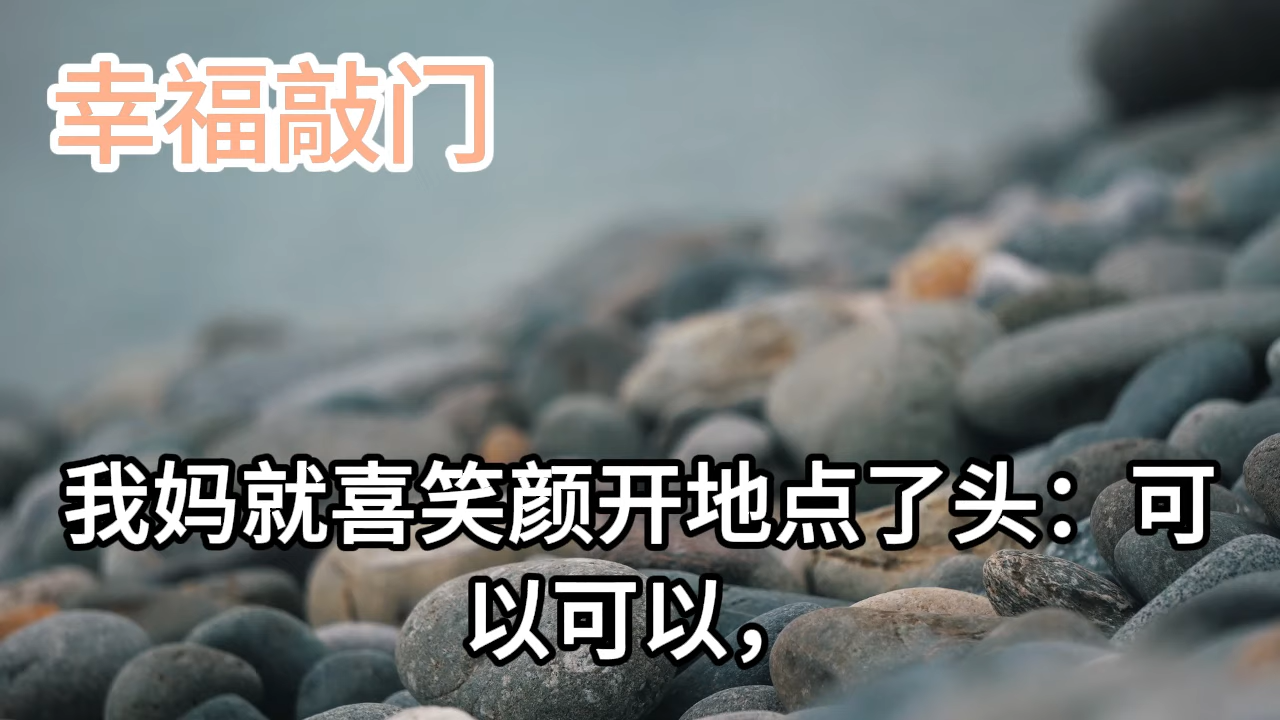 幸福敲门
我妈就喜笑颜开地点了头：可
以可以，